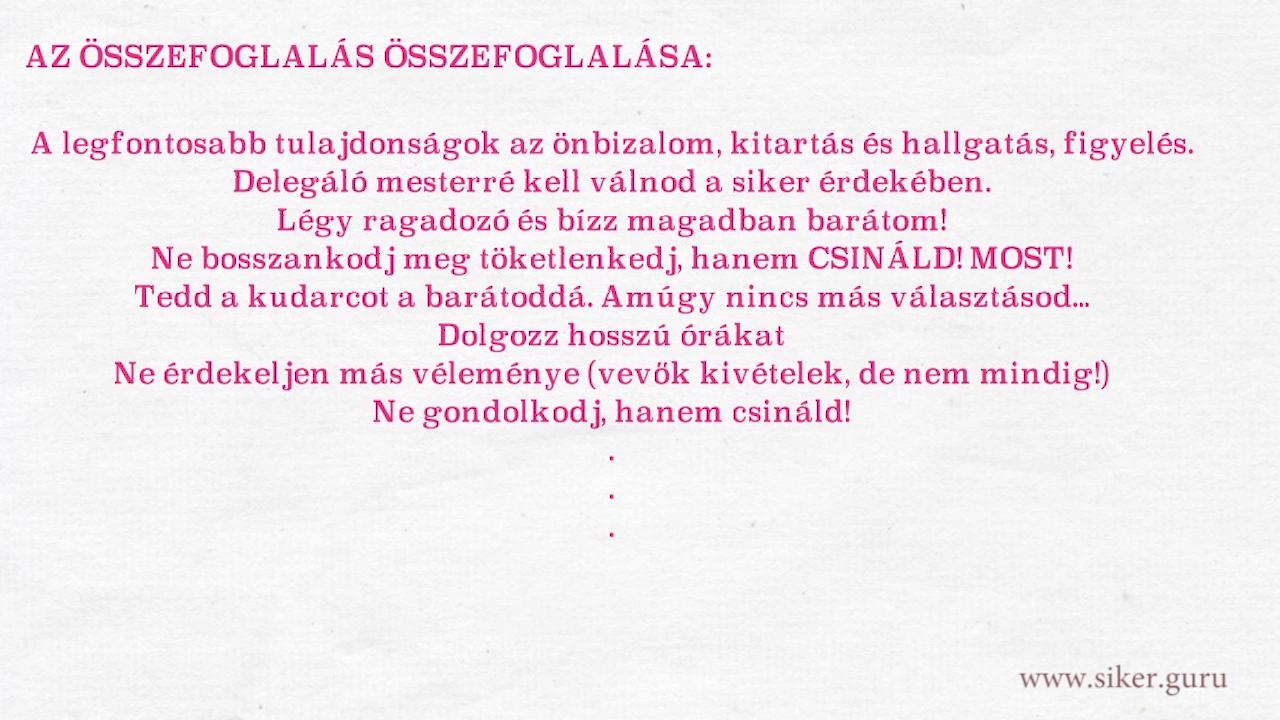 AZ ÖSSZEFOGLALÁS ÖSSZEFOGLALÁSA:
A legfontosabb tulajdonságok az önbizalom, kitartás és hallgatás, figyelés.
Delegáló mesterré kell válnod a siker érdekében.
Légy ragadozó és bízz magadban barátom!
Ne bosszankodj meg töketlenkedj, hanem CSINÁLD! MOST!
Tedd a kudarcot a barátoddá. Amúgy nincs más választásod...
Dolgozz hosszú órákat
Ne érdekeljen más véleménye (vevők kivételek, de nem mindig!)
Ne gondolkodj, hanem csináld!
.
.
.
www.siker.guru